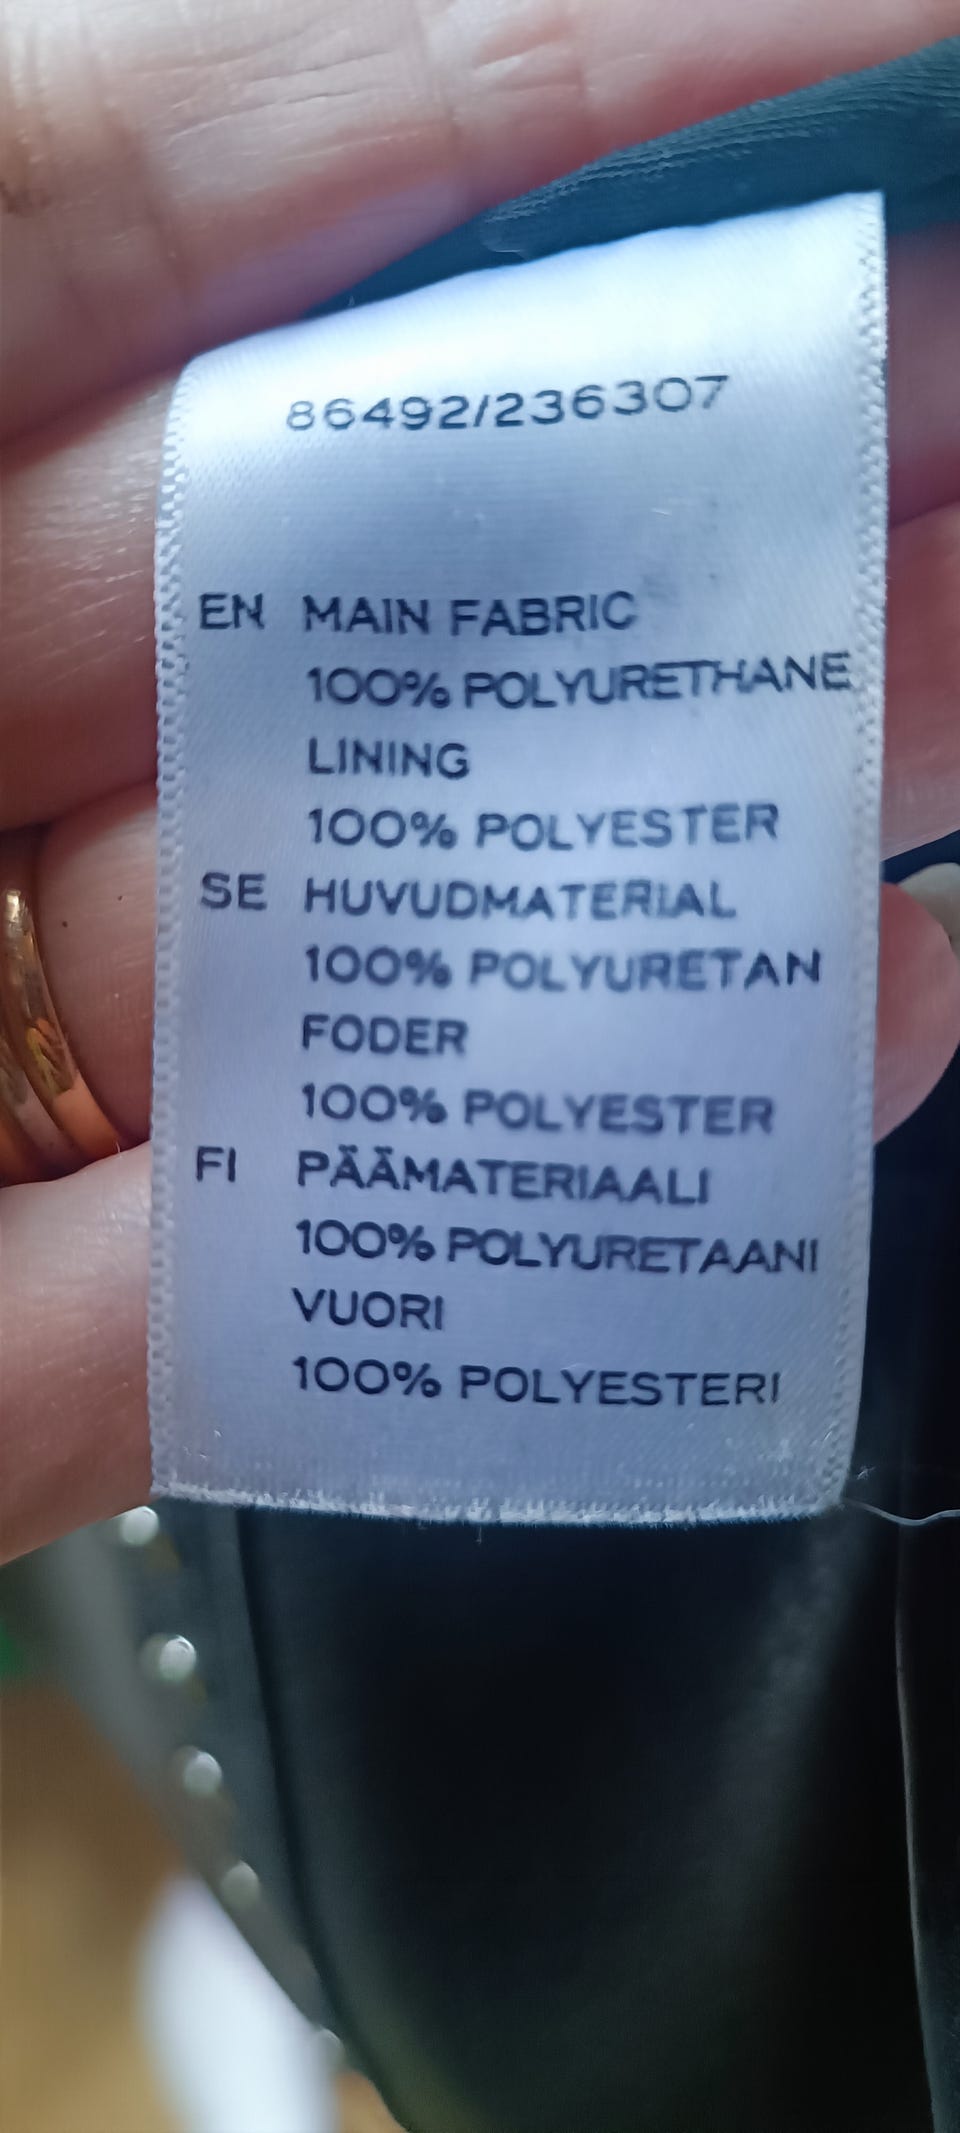 86492/236307
EN MAIN FABRIC
100% POLYURETHANE
LINING
100% POLYESTER
SE HUVUDMATERIAL
100% POLYURETAN
FODER
100% POLYESTER
FI PÄÄMATERIAALI
100% POLYURETAANI
VUORI
100% POLYESTERI